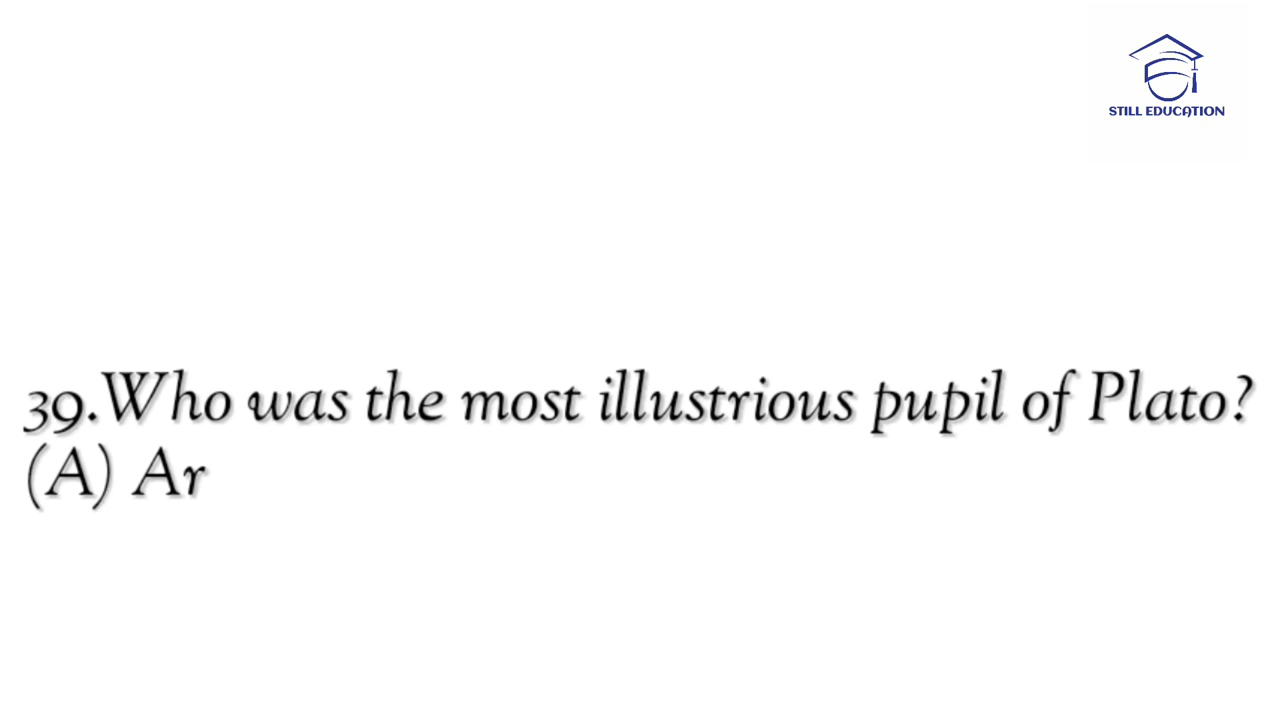 STILL EDUCATION
39.Who was the most illustrious pupil of Plato?
(A) Ar